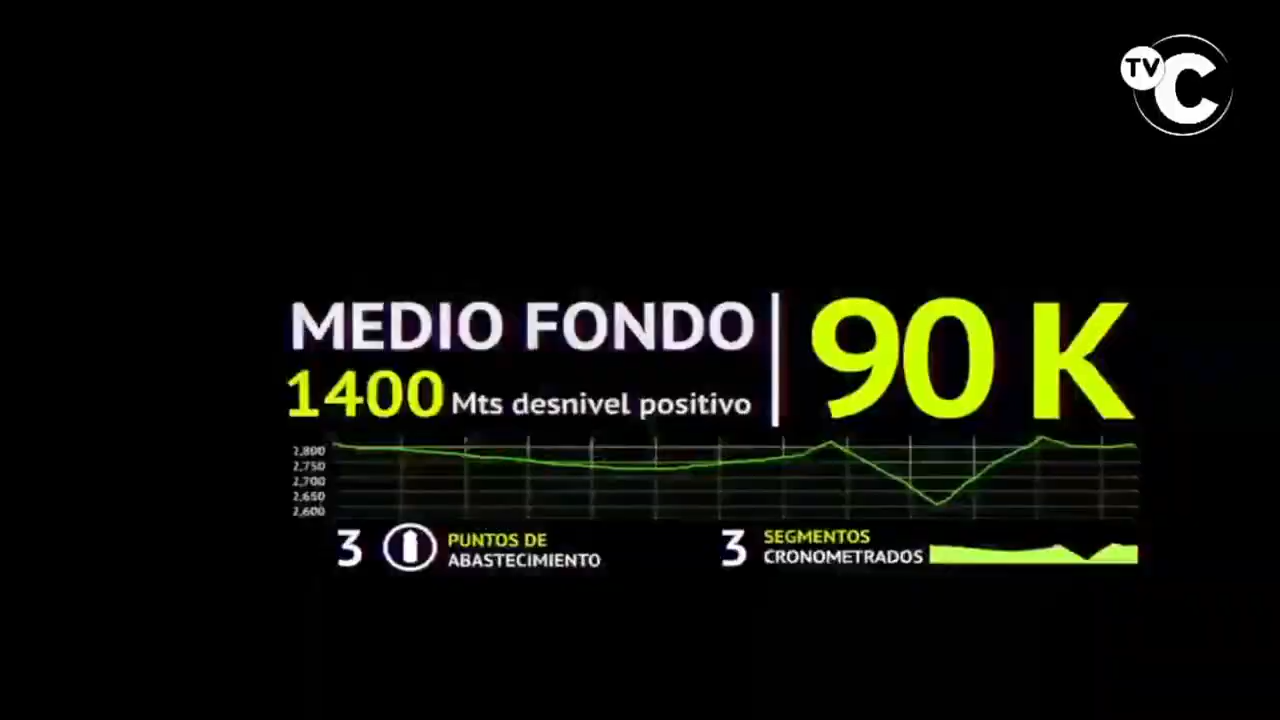 TV C
MEDIO FONDO
1400 Mts desnivel positivo
90 K
2,800
2,750
2,700
2,650
2,600
3 PUNTOS DE
ABASTECIMIENTO
3 SEGMENTOS
CRONOMETRADOS